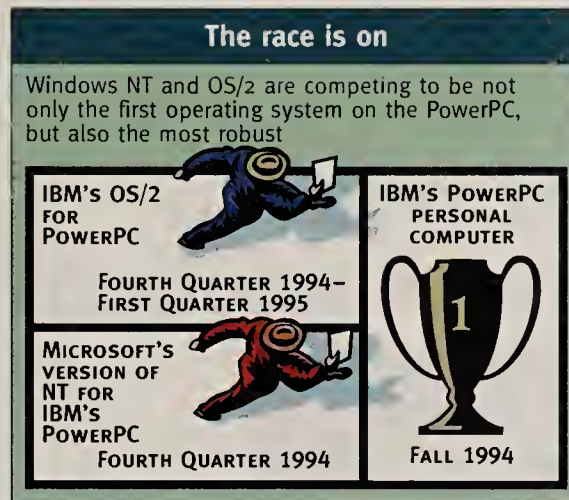 The race is on
Windows NT and OS/2 are competing to be not
only the first operating system on the PowerPC,
but also the most robust
IBM's OS/2
FOR
POWERPC
FOURTH QUARTER 1994–
FIRST QUARTER 1995
MICROSOFT'S
VERSION OF
NT FOR
IBM'S
POWERPC
FOURTH QUARTER 1994
IBM'S POWERPC
PERSONAL
COMPUTER
1
FALL 1994